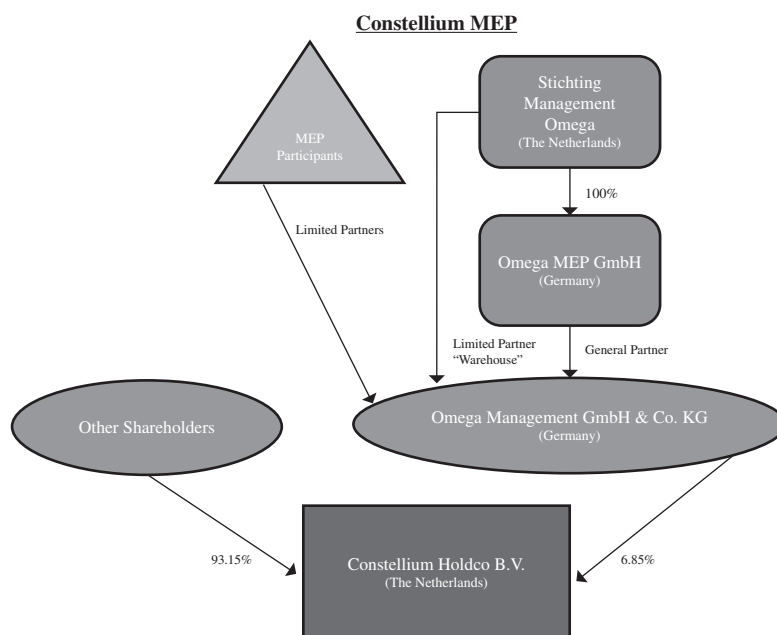 Constellium MEP
MEP
Participants
Stichting
Management
Omega
(The Netherlands)
100%
Limited Partners
Omega MEP GmbH
(Germany)
Limited Partner
“Warehouse”
General Partner
Other Shareholders
Omega Management GmbH & Co. KG
(Germany)
93.15%
Constellium Holdco B.V.
(The Netherlands)
6.85%